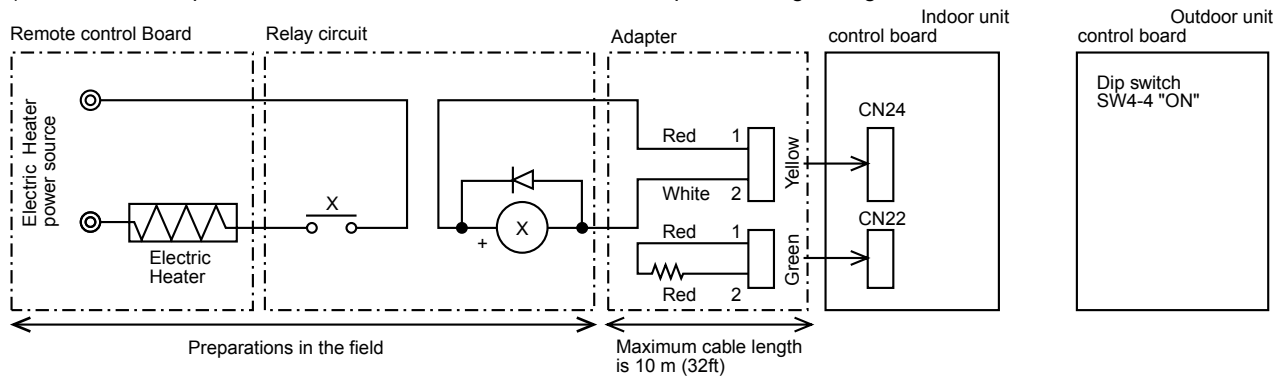 Indoor unit
Outdoor unit
Remote control Board
Relay circuit
Adapter
control board
control board
Electric Heater
power source
Electric
Heater
X
+
X
Red 1
White 2
Yellow
Red 1
Red 2
Green
CN24
CN22
Dip switch
SW4-4 "ON"
Preparations in the field
Maximum cable length
is 10 m (32ft)